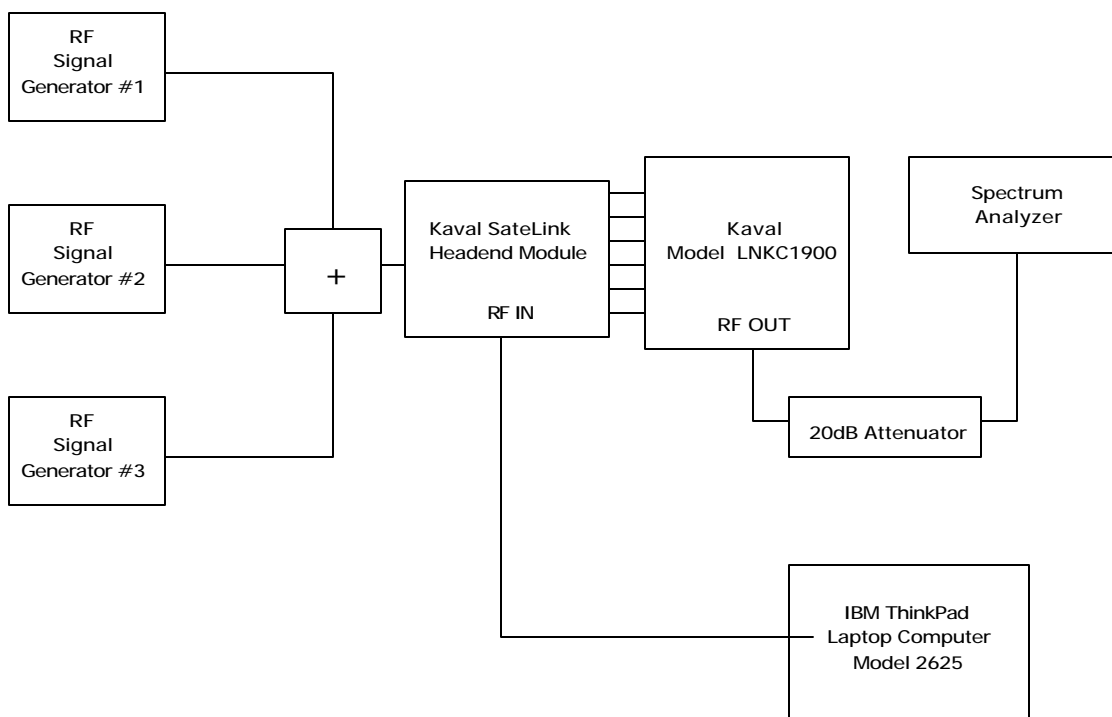 RF
Signal
Generator #1
RF
Signal
Generator #2
RF
Signal
Generator #3
+
Kaval SateLink
Headend Module
RF IN
Kaval
Model LNKC1900
RF OUT
Spectrum
Analyzer
20dB Attenuator
IBM ThinkPad
Laptop Computer
Model 2625